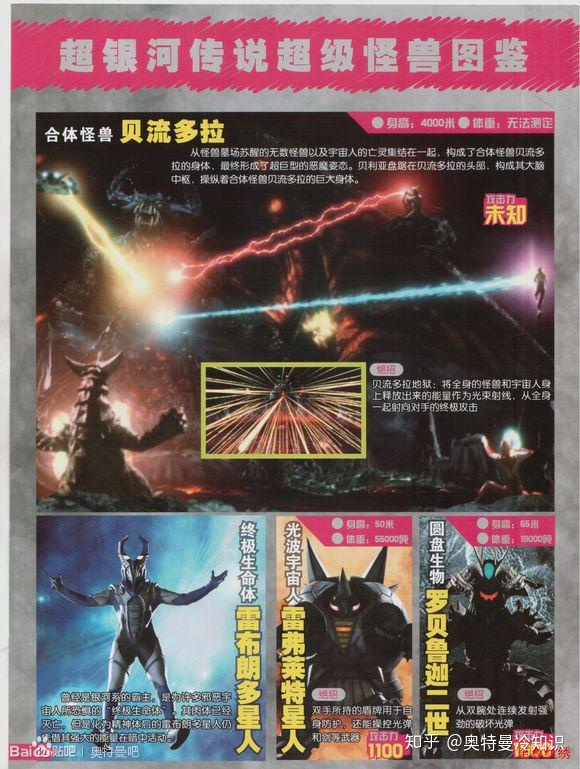 超银河传说超级怪兽图鉴
合体怪兽 贝流多拉
身高：4000米 体重：无法测定
从怪兽墓场苏醒的无数怪兽以及宇宙人的亡灵集结在一起，构成了合体怪兽贝流多
拉的身体，最终形成了超巨型的恶魔姿态。贝利亚盘踞在贝流多拉的头部，构成其大脑
中枢，操纵着合体怪兽贝流多拉的巨大身体。
攻击力
未知
绝招
贝流多拉地狱：将全身的怪兽和宇宙人身
上释放出来的能量作为光束射线，从全身
一起射向对手的终极攻击
终极生命体
雷布朗多星人
曾经是银河系的霸主，是为许多邪恶宇
宙人所恐惧的“终极生命体”。其肉体已经
灭亡，但是化为精神体后的雷布朗多星人仍
凭借其强大的能量在暗中活动。
身高：50米
体重：55000吨
光波宇宙人
雷弗莱特星人
绝招
双手所持的盾牌用于自
身防护，还能操控光弹
和剑等武器
攻击力
1100
身高：55米
体重：19000吨
圆盘生物
罗贝鲁迦二世
绝招
从双腕处连续发射强
劲的破坏光弹
Bai 贴吧 | 奥特曼吧
知乎 @奥特曼冷知识